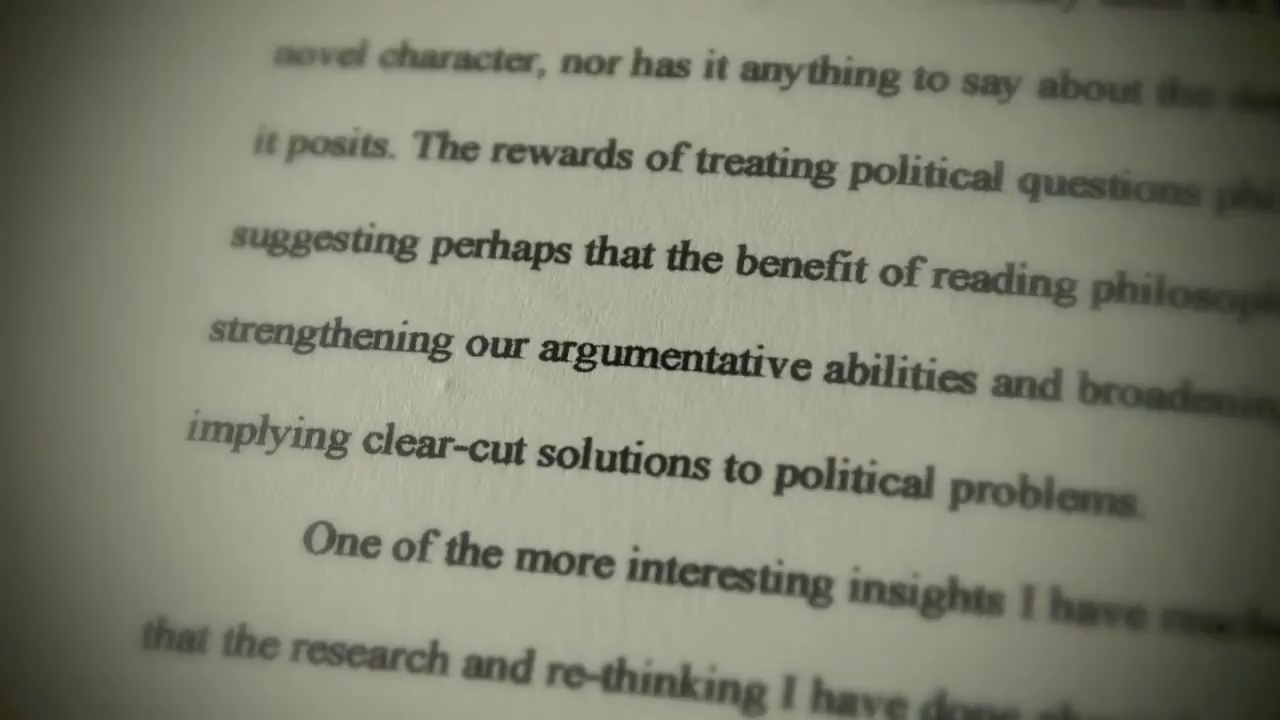 novel character, nor has it anything to say about the
it posits. The rewards of treating political questions
suggesting perhaps that the benefit of reading
strengthening our argumentative abilities and
implying clear-cut solutions to political problems.
One of the more interesting insights I have
that the research and re-thinking I have done